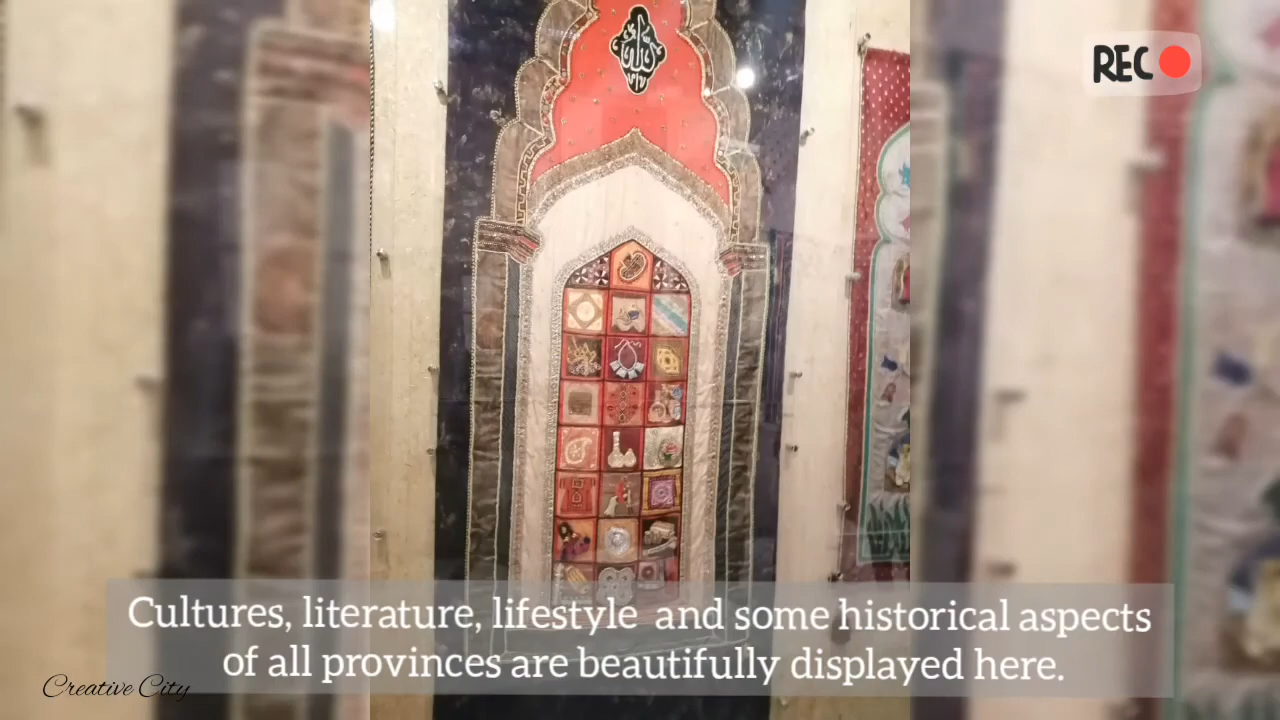 REC
Cultures, literature, lifestyle and some historical aspects
of all provinces are beautifully displayed here.
Creative City